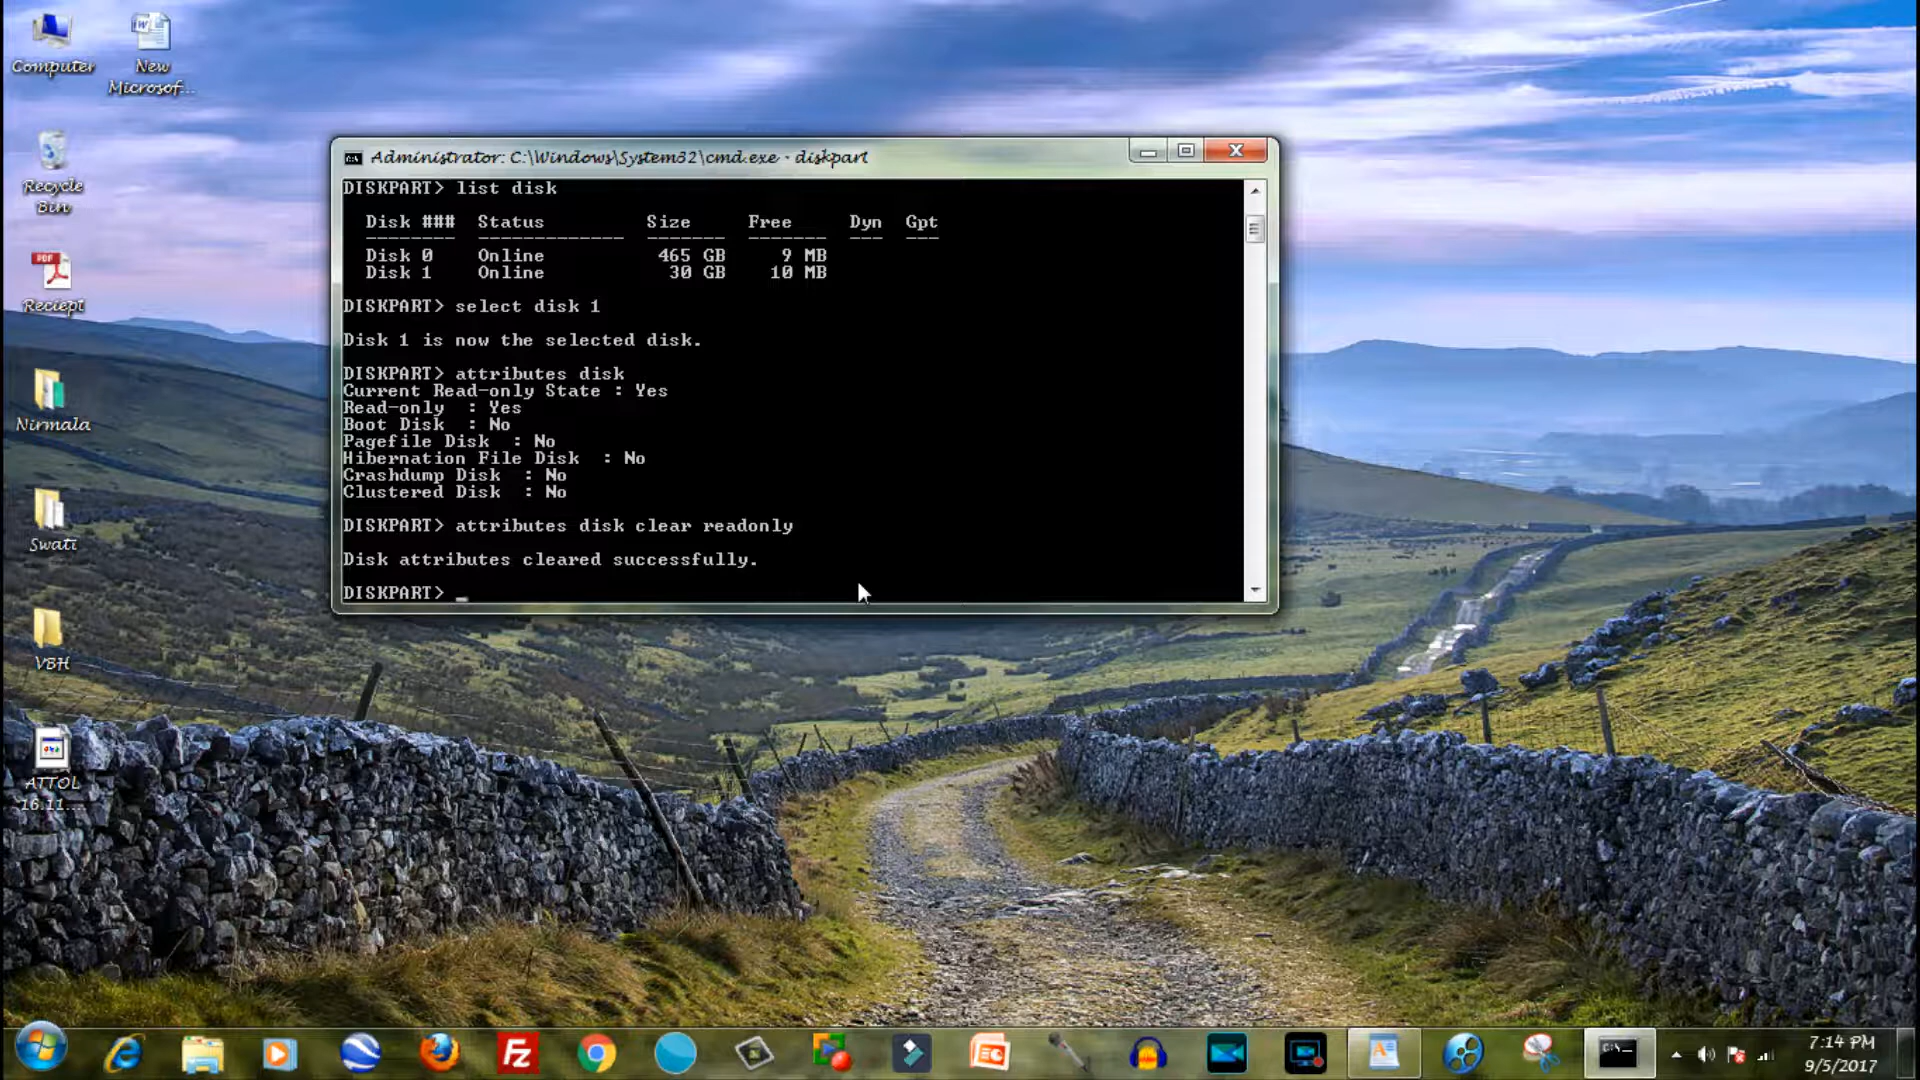 Computer
New
Microsof...
Recycle
Bin
PDF
Reciept
Nirmala
Swati
VBH
ATTOL
16.11....
Administrator: C:\Windows\System32\cmd.exe - diskpart
DISKPART> list disk
Disk ### Status Size Free Dyn Gpt
-------- ------------- ------- ------- --- ---
Disk 0 Online 465 GB 9 MB
Disk 1 Online 30 GB 10 MB
DISKPART> select disk 1
Disk 1 is now the selected disk.
DISKPART> attributes disk
Current Read-only State : Yes
Read-only : Yes
Boot Disk : No
Pagefile Disk : No
Hibernation File Disk : No
Crashdump Disk : No
Clustered Disk : No
DISKPART> attributes disk clear readonly
Disk attributes cleared successfully.
DISKPART> _
7:14 PM
9/5/2017